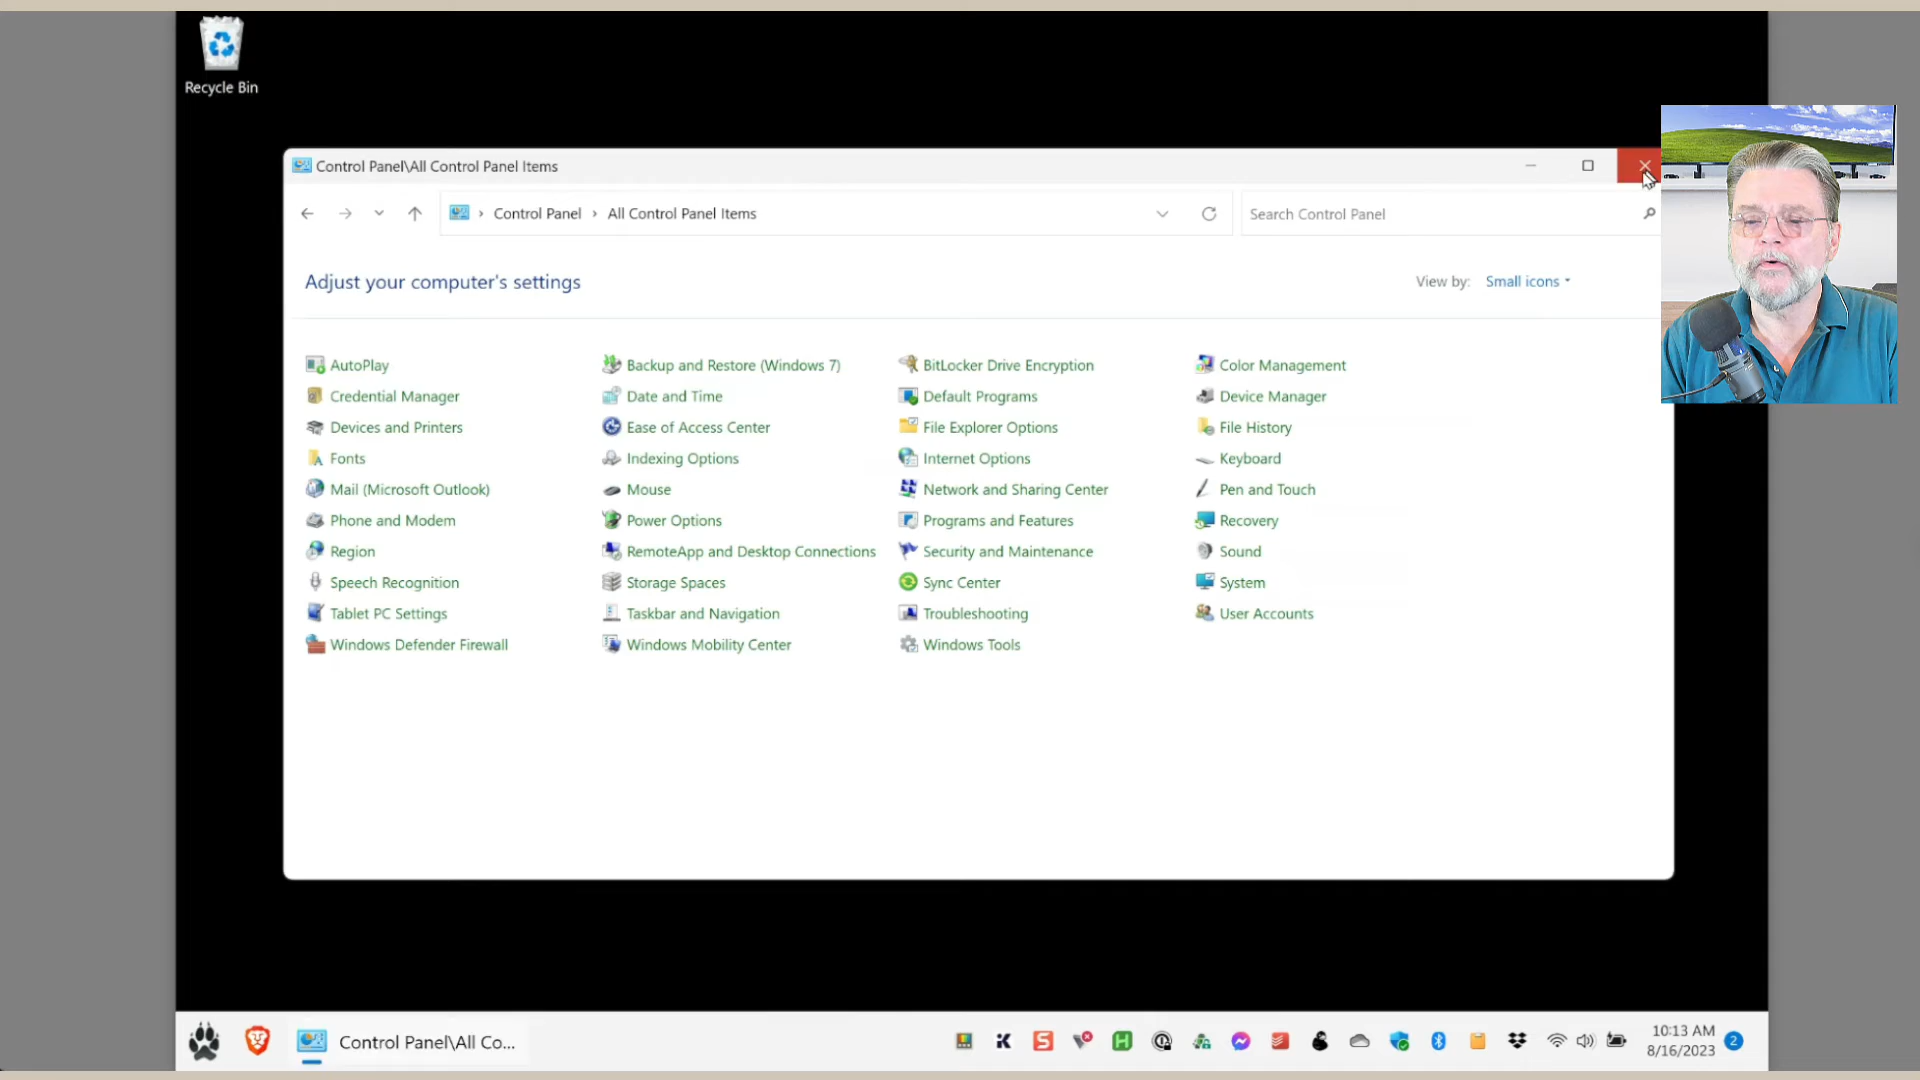 Recycle Bin
Control Panel\All Control Panel Items
Control Panel > All Control Panel Items
Search Control Panel
Adjust your computer's settings
View by: Small icons
AutoPlay
Backup and Restore (Windows 7)
BitLocker Drive Encryption
Color Management
Credential Manager
Date and Time
Default Programs
Device Manager
Devices and Printers
Ease of Access Center
File Explorer Options
File History
Fonts
Indexing Options
Internet Options
Keyboard
Mail (Microsoft Outlook)
Mouse
Network and Sharing Center
Pen and Touch
Phone and Modem
Power Options
Programs and Features
Recovery
Region
RemoteApp and Desktop Connections
Security and Maintenance
Sound
Speech Recognition
Storage Spaces
Sync Center
System
Tablet PC Settings
Taskbar and Navigation
Troubleshooting
User Accounts
Windows Defender Firewall
Windows Mobility Center
Windows Tools
Control Panel\All Co...
K
S
H
10:13 AM
8/16/2023
2